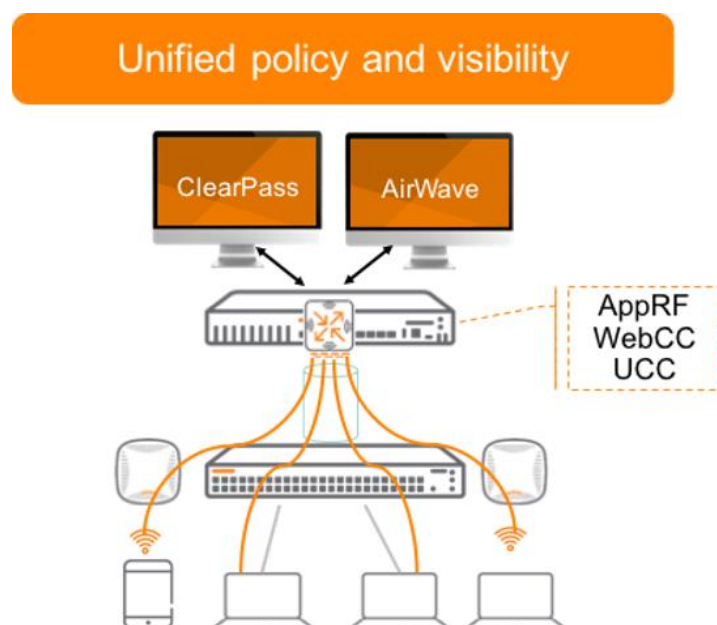 Unified policy and visibility
ClearPass
AirWave
AppRF
WebCC
UCC